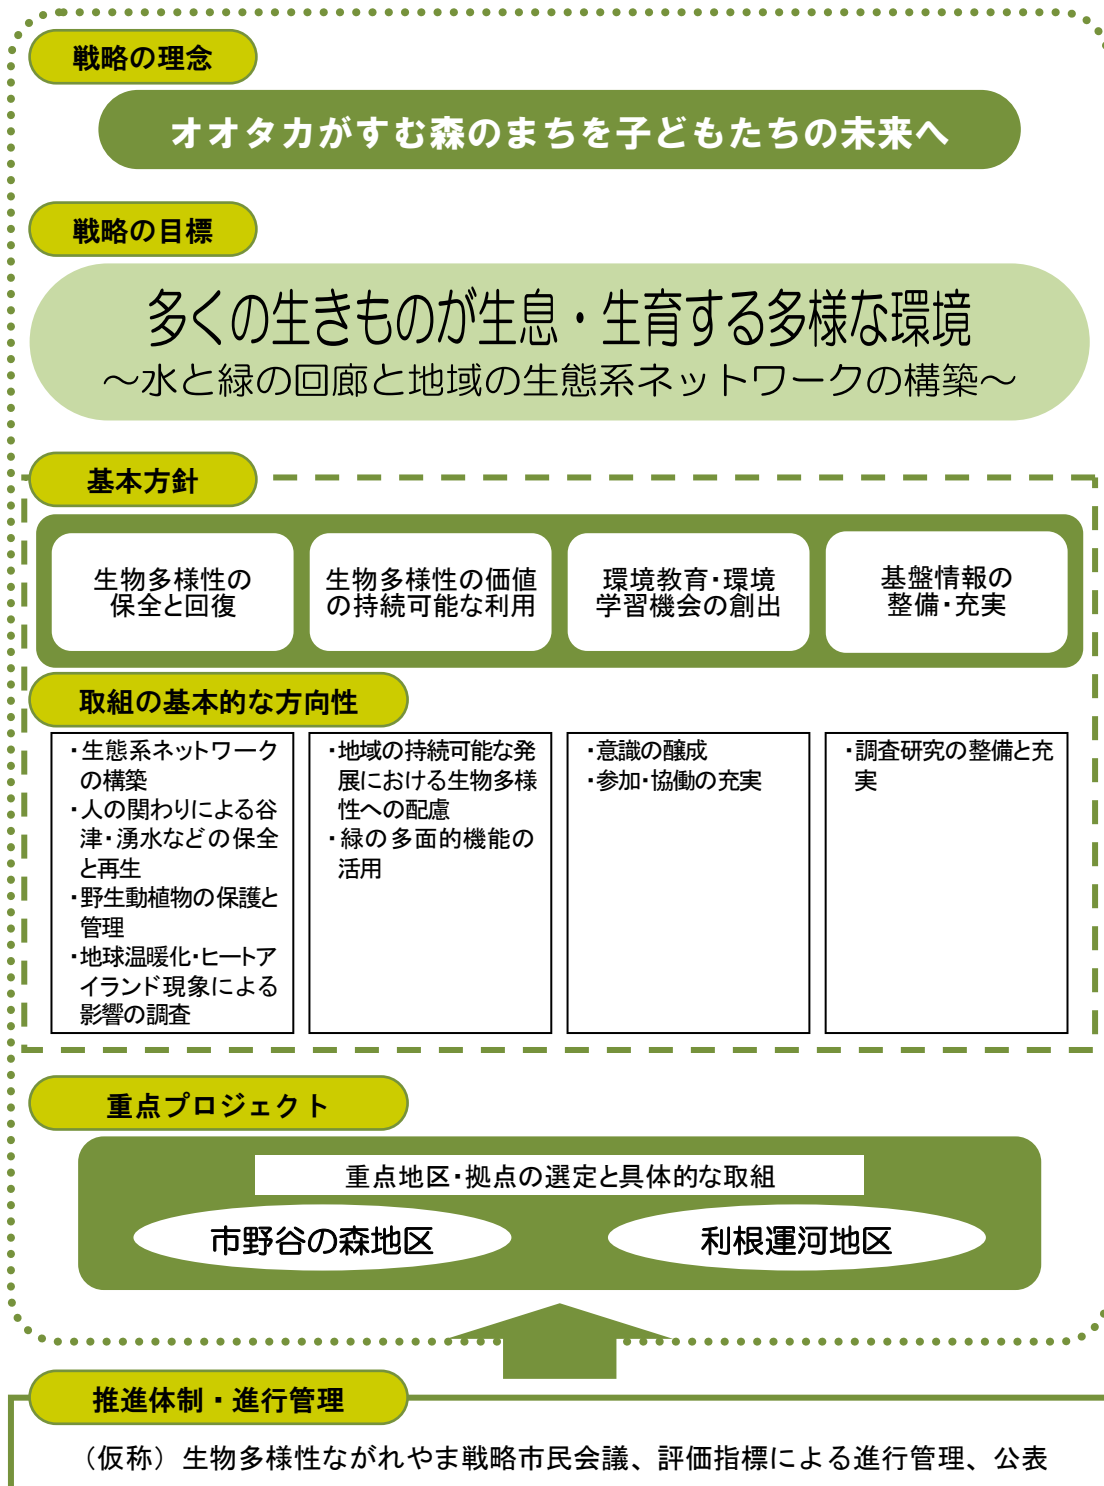 戦略の理念
オオタカがすむ森のまちを子どもたちの未来へ
戦略の目標
多くの生きものが生息・生育する多様な環境
～水と緑の回廊と地域の生態系ネットワークの構築～
基本方針
生物多様性の
保全と回復
生物多様性の価値
の持続可能な利用
環境教育・環境
学習機会の創出
基盤情報の
整備・充実
取組の基本的な方向性
・生態系ネットワーク
の構築
・人の関わりによる谷
津・湧水などの保全
と再生
・野生動植物の保護と
管理
・地球温暖化・ヒートア
イランド現象による
影響の調査
・地域の持続可能な発
展における生物多様
性への配慮
・緑の多面的機能の
活用
・意識の醸成
・参加・協働の充実
・調査研究の整備と充
実
重点プロジェクト
重点地区・拠点の選定と具体的な取組
市野谷の森地区
利根運河地区
推進体制・進行管理
（仮称）生物多様性ながれやま戦略市民会議、評価指標による進行管理、公表